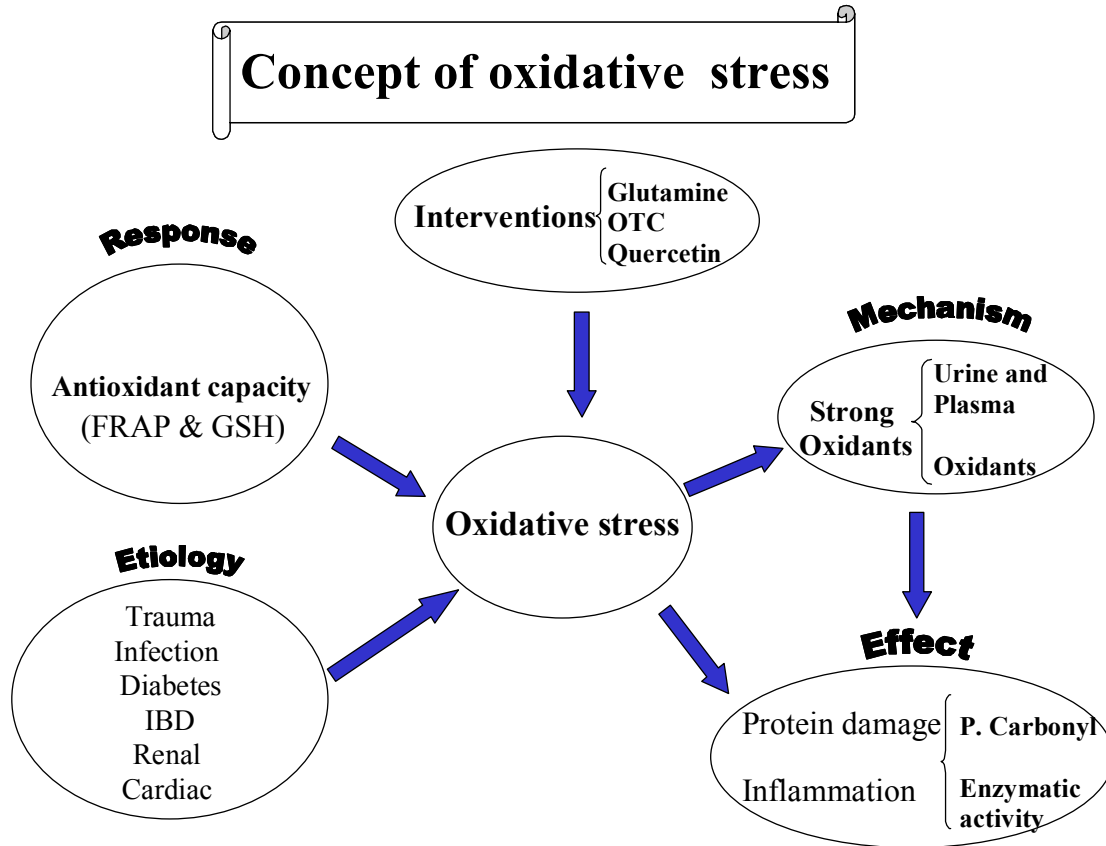 Concept of oxidative stress
Interventions
Glutamine
OTC
Quercetin
Response
Antioxidant capacity
(FRAP & GSH)
Mechanism
Strong
Oxidants
Urine and
Plasma
Oxidants
Oxidative stress
Etiology
Trauma
Infection
Diabetes
IBD
Renal
Cardiac
Effect
Protein damage
P. Carbonyl
Inflammation
Enzymatic
activity